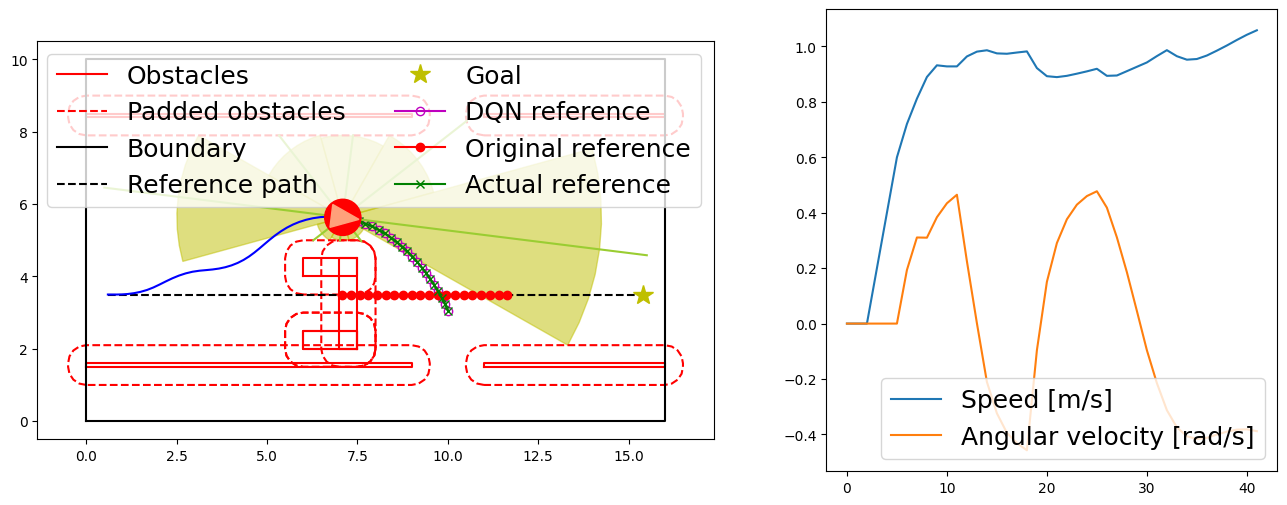 Obstacles
Padded obstacles
Boundary
Reference path
Goal
DQN reference
Original reference
Actual reference
10
8
6
4
2
0
0.0 2.5 5.0 7.5 10.0 12.5 15.0
1.0
0.8
0.6
0.4
0.2
0.0
−0.2
−0.4
Speed [m/s]
Angular velocity [rad/s]
0 10 20 30 40